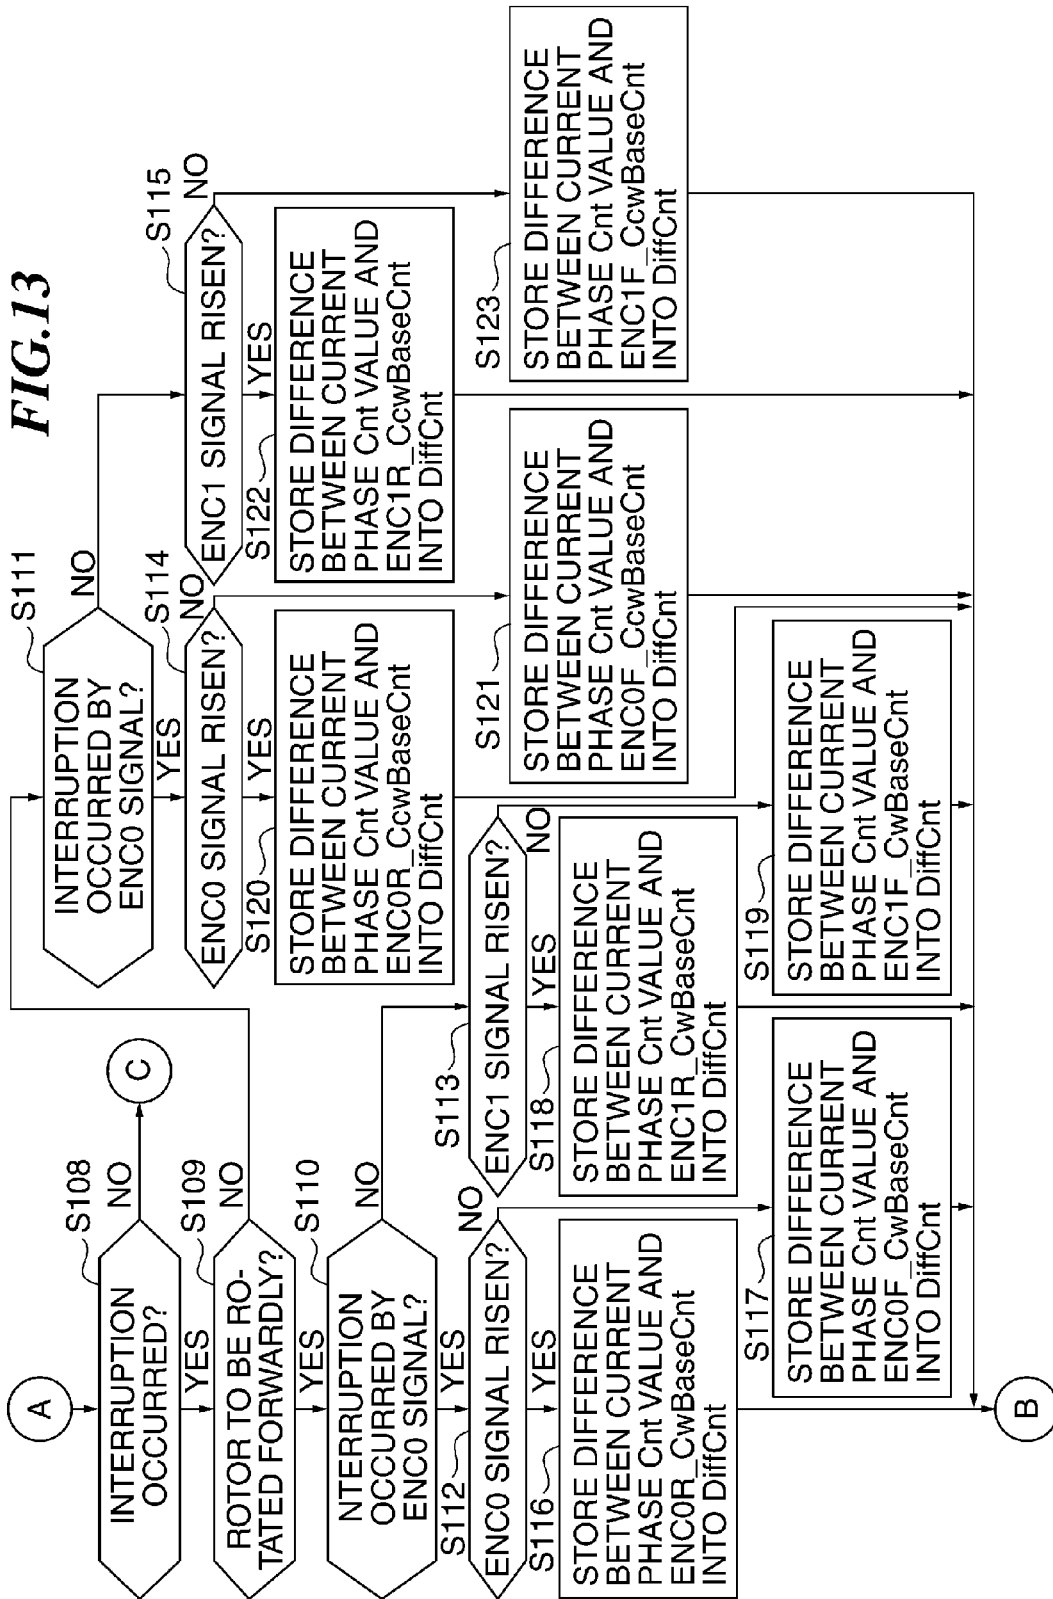 FIG.13
A
S108
INTERRUPTION
OCCURRED?
NO
C
YES
S109
ROTOR TO BE RO-
TATED FORWARDLY?
NO
YES
S110
NTERRUPTION
OCCURRED BY
ENC0 SIGNAL?
NO
YES
S111
INTERRUPTION
OCCURRED BY
ENC0 SIGNAL?
NO
YES
S112
ENC0 SIGNAL RISEN?
NO
YES
S113
ENC1 SIGNAL RISEN?
NO
YES
S114
ENC0 SIGNAL RISEN?
NO
YES
S115
ENC1 SIGNAL RISEN?
NO
YES
S116
STORE DIFFERENCE
BETWEEN CURRENT
PHASE Cnt VALUE AND
ENC0R_CwBaseCnt
INTO DiffCnt
S117
STORE DIFFERENCE
BETWEEN CURRENT
PHASE Cnt VALUE AND
ENC0F_CwBaseCnt
INTO DiffCnt
S118
STORE DIFFERENCE
BETWEEN CURRENT
PHASE Cnt VALUE AND
ENC1R_CwBaseCnt
INTO DiffCnt
S119
STORE DIFFERENCE
BETWEEN CURRENT
PHASE Cnt VALUE AND
ENC1F_CwBaseCnt
INTO DiffCnt
S120
STORE DIFFERENCE
BETWEEN CURRENT
PHASE Cnt VALUE AND
ENC0R_CcwBaseCnt
INTO DiffCnt
S121
STORE DIFFERENCE
BETWEEN CURRENT
PHASE Cnt VALUE AND
ENC0F_CcwBaseCnt
INTO DiffCnt
S122
STORE DIFFERENCE
BETWEEN CURRENT
PHASE Cnt VALUE AND
ENC1R_CcwBaseCnt
INTO DiffCnt
S123
STORE DIFFERENCE
BETWEEN CURRENT
PHASE Cnt VALUE AND
ENC1F_CcwBaseCnt
INTO DiffCnt
B